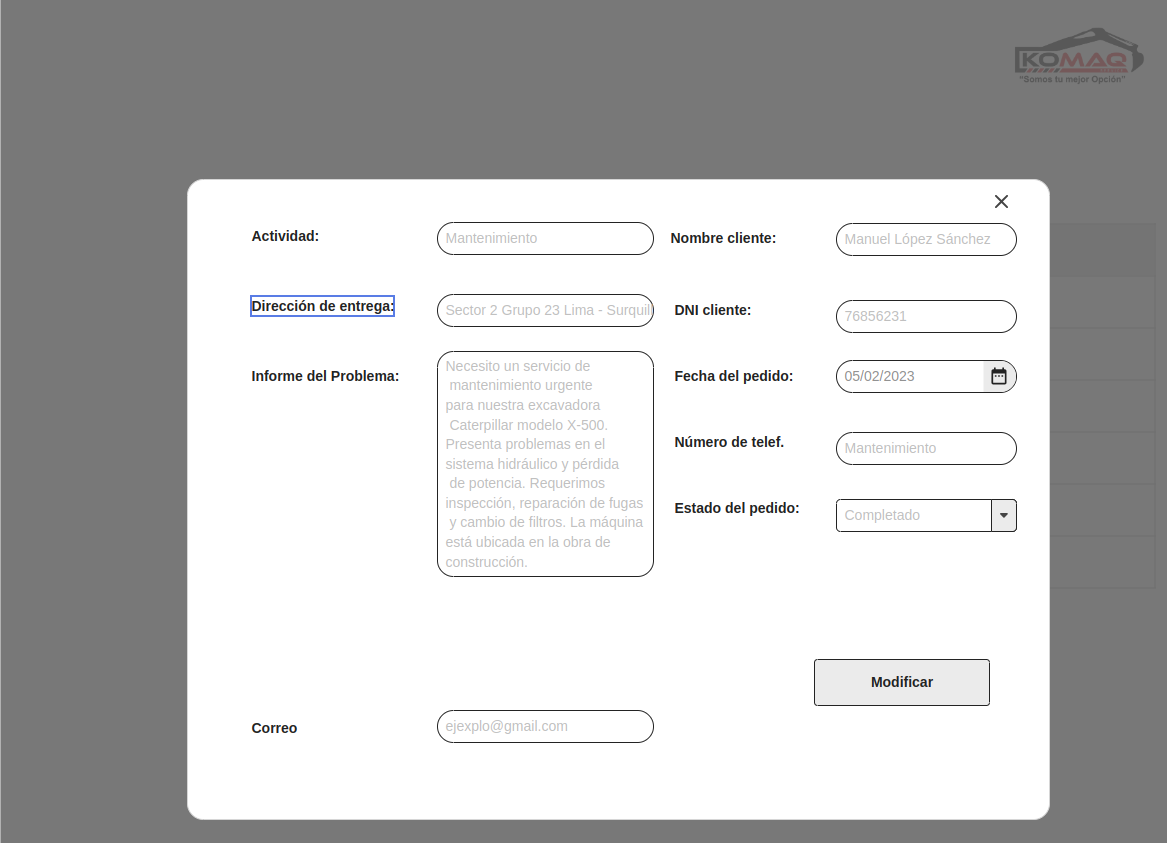 KOMAQ
"Somos tu mejor Opción"
Actividad:
Mantenimiento
Nombre cliente:
Manuel López Sánchez
Dirección de entrega:
Sector 2 Grupo 23 Lima - Surquil
DNI cliente:
76856231
Informe del Problema:
Necesito un servicio de
mantenimiento urgente
para nuestra excavadora
Caterpillar modelo X-500.
Presenta problemas en el
sistema hidráulico y pérdida
de potencia. Requerimos
inspección, reparación de fugas
y cambio de filtros. La máquina
está ubicada en la obra de
construcción.
Fecha del pedido:
05/02/2023
Número de telef.
Mantenimiento
Estado del pedido:
Completado
Modificar
Correo
ejexplo@gmail.com